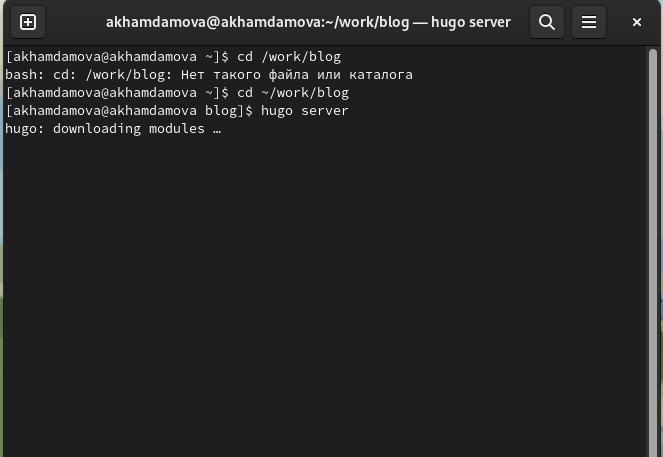 akhamdamova@akhamdamova:~/work/blog — hugo server
[akhamdamova@akhamdamova ~]$ cd /work/blog
bash: cd: /work/blog: Нет такого файла или каталога
[akhamdamova@akhamdamova ~]$ cd ~/work/blog
[akhamdamova@akhamdamova blog]$ hugo server
hugo: downloading modules …